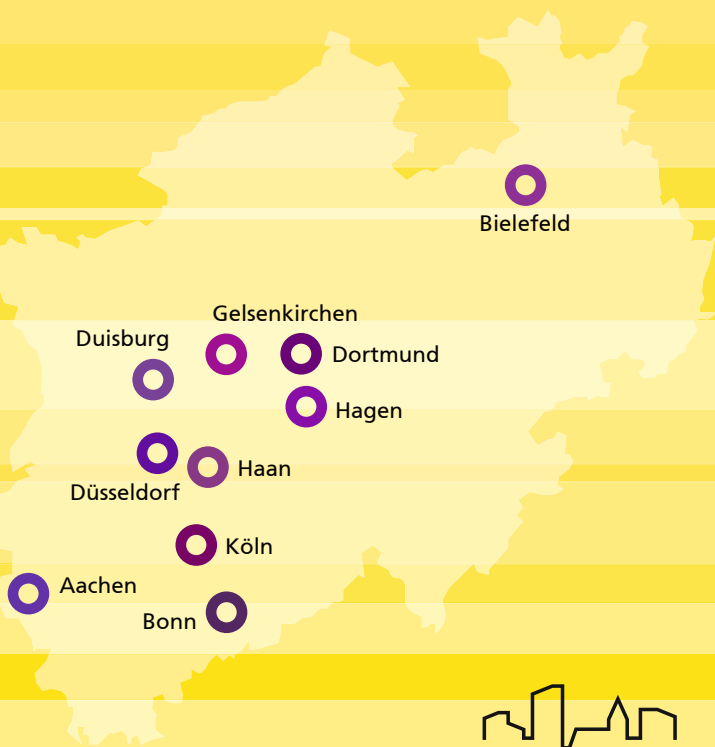 Bielefeld
Gelsenkirchen
Duisburg
Dortmund
Hagen
Haan
Düsseldorf
Köln
Aachen
Bonn